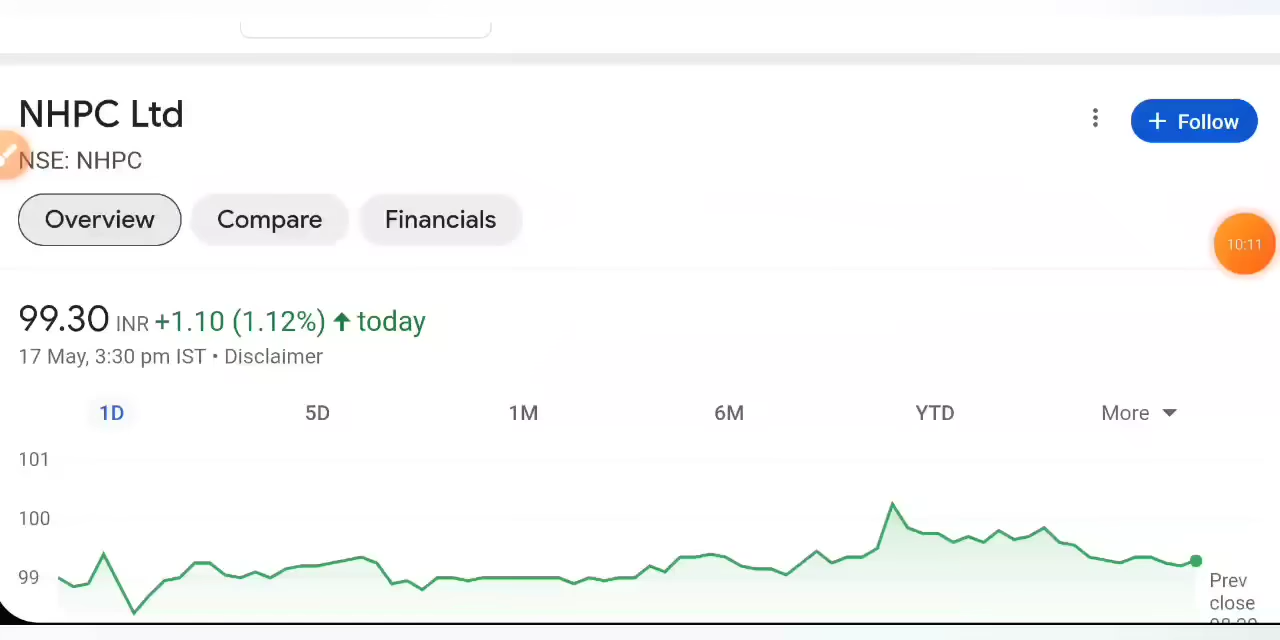 NHPC Ltd
+ Follow
NSE: NHPC
Overview Compare Financials
10:11
99.30 INR +1.10 (1.12%) ↑ today
17 May, 3:30 pm IST • Disclaimer
1D 5D 1M 6M YTD More
101
100
99
Prev
close